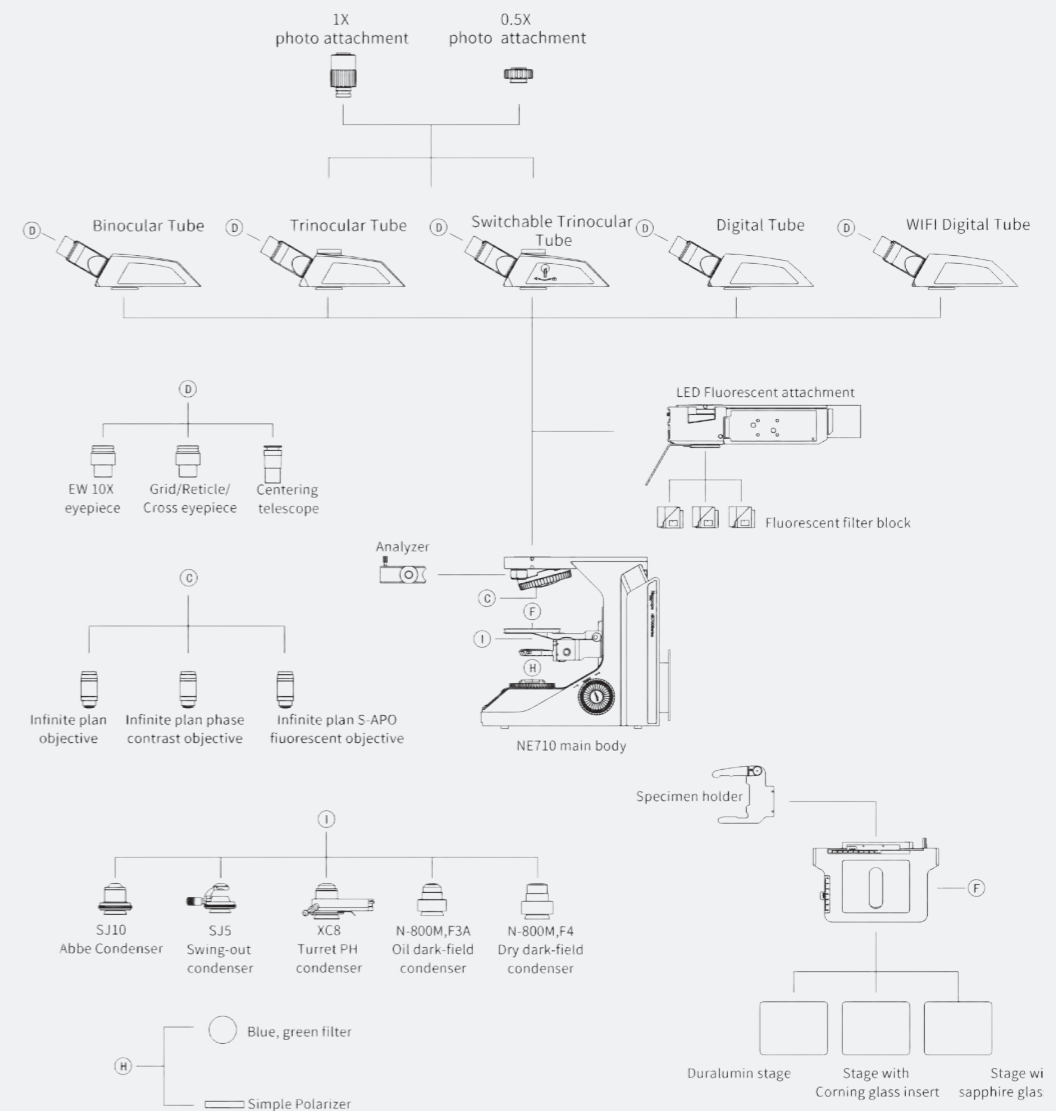 1X
photo attachment
0.5X
photo attachment
D
Binocular Tube
D
Trinocular Tube
D
Switchable Trinocular
Tube
D
Digital Tube
D
WIFI Digital Tube
D
EW 10X
eyepiece
Grid/Reticle/
Cross eyepiece
Centering
telescope
LED Fluorescent attachment
Fluorescent filter block
Analyzer
C
F
I
H
NE710 main body
C
Infinite plan
objective
Infinite plan phase
contrast objective
Infinite plan S-APO
fiuorescent objective
Specimen holder
F
I
SJ10
Abbe Condenser
SJ5
Swing-out
condenser
XC8
Turret PH
condenser
N-800M,F3A
Oil dark-field
condenser
N-800M,F4
Dry dark-field
condenser
H
Blue, green filter
Simple Polarizer
Duralumin stage
Stage with
Corning glass insert
Stage wi
sapphire glas